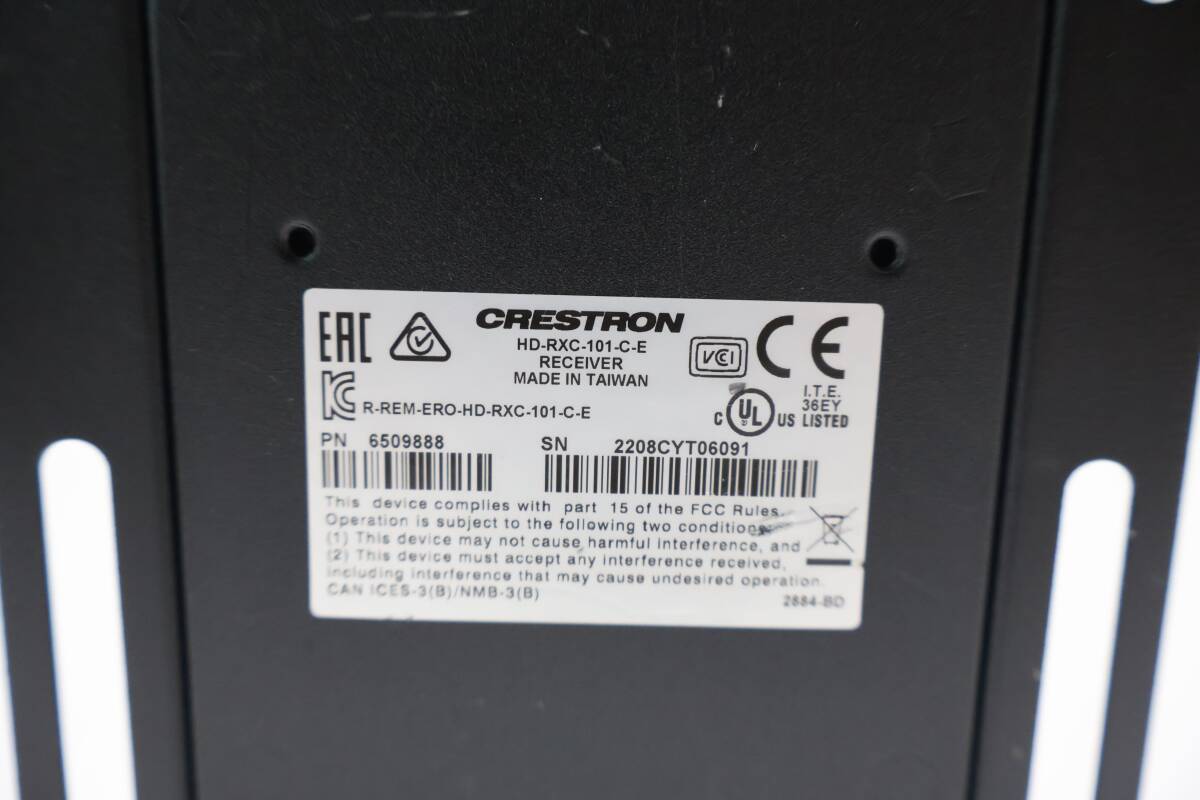 EAC
CRESTRON
HD-RXC-101-C-E
RECEIVER
MADE IN TAIWAN
VCCI
CE
KC R-REM-ERO-HD-RXC-101-C-E
C UL US LISTED
I.T.E.
36EY
PN 6509888 SN 2208CYT06091
This device complies with part 15 of the FCC Rules.
Operation is subject to the following two conditions
(1) This device may not cause harmful interference, and
(2) This device must accept any interference received,
including interference that may cause undesired operation.
CAN ICES-3(B)/NMB-3(B)
2884-BD